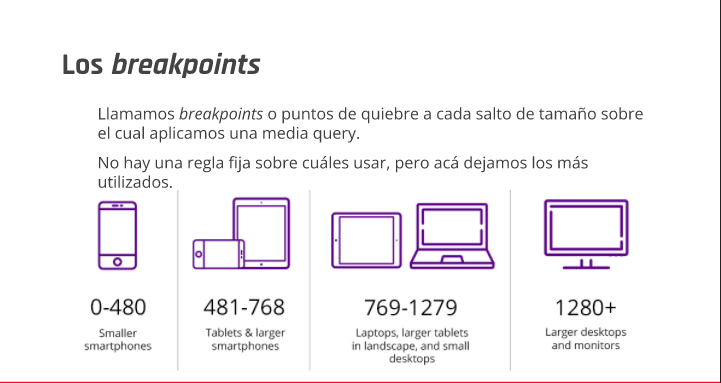 Los breakpoints
Llamamos breakpoints o puntos de quiebre a cada salto de tamaño sobre
el cual aplicamos una media query.
No hay una regla fija sobre cuáles usar, pero acá dejamos los más
utilizados.
0-480
Smaller
smartphones
481-768
Tablets & larger
smartphones
769-1279
Laptops, larger tablets
in landscape, and small
desktops
1280+
Larger desktops
and monitors